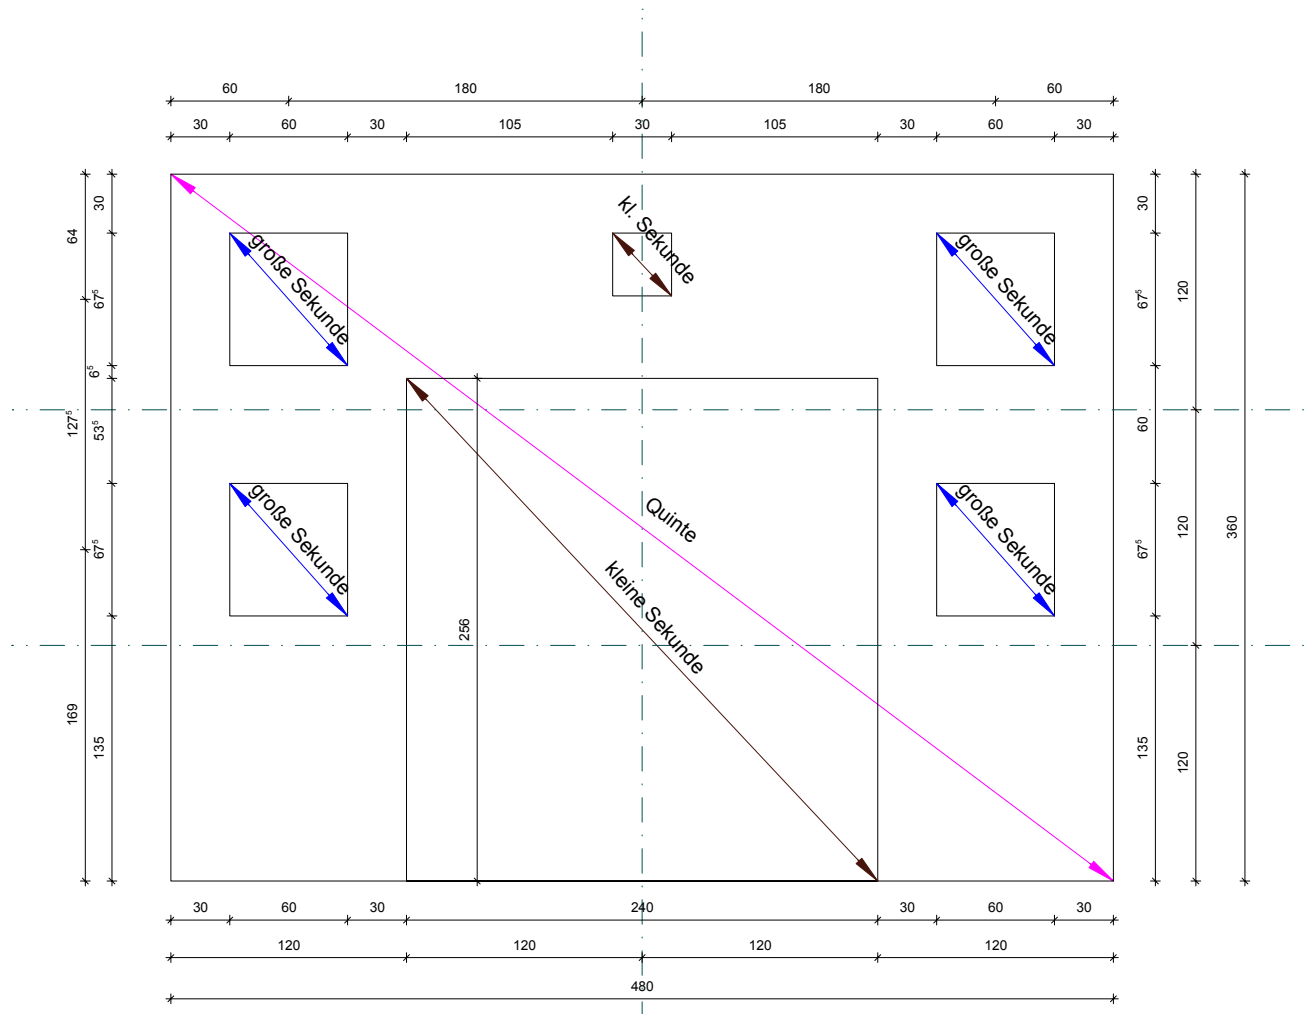 60 180 180 60
30 60 30 105 30 105 30 60 30
kl. Sekunde
große Sekunde
große Sekunde
große Sekunde
große Sekunde
Quinte
kleine Sekunde
256
64
127⁵
169
30
67⁵
6⁵
53⁵
67⁵
135
30
67⁵
60
67⁵
135
120
120
120
360
30 60 30 240 30 60 30
120 120 120 120
480